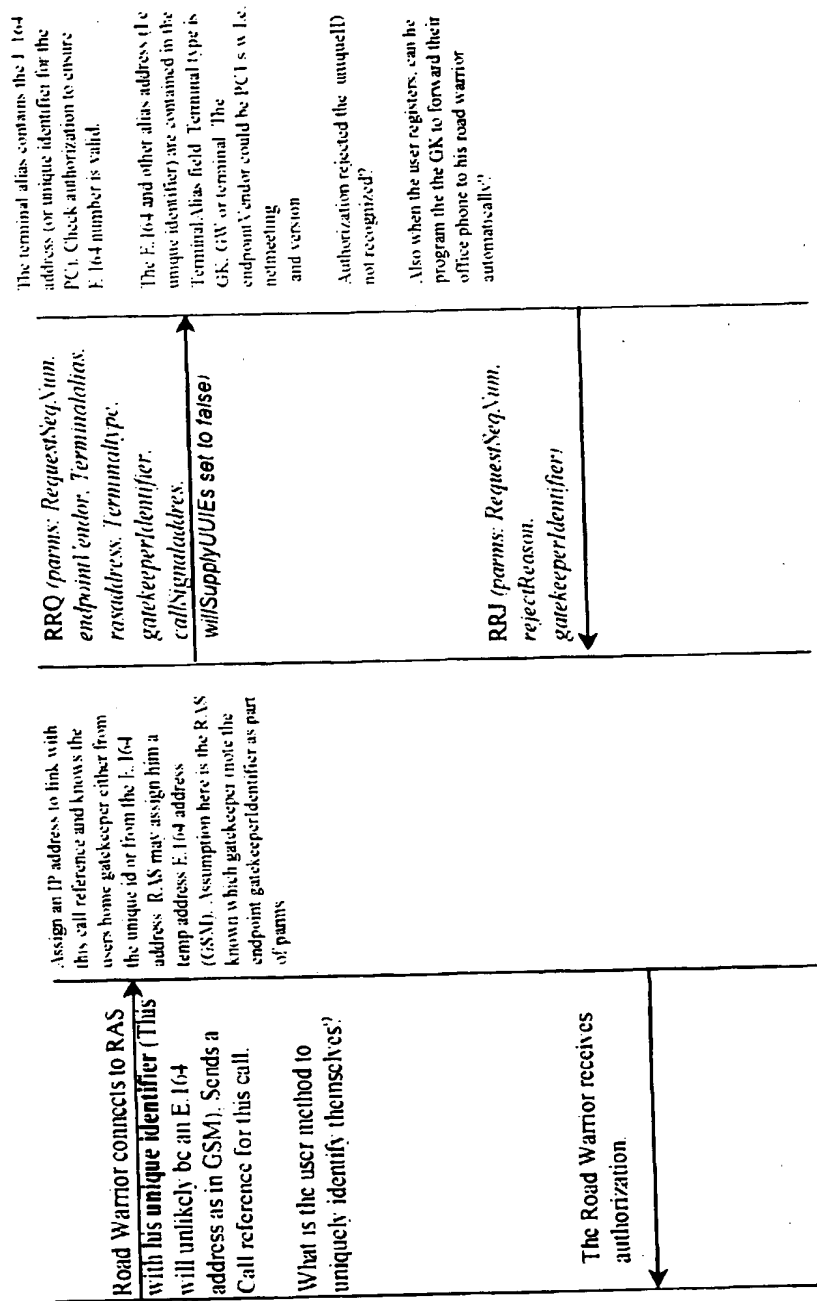 Road Warrior connects to RAS
with his unique identifier (This
will unlikely be an E.164
address as in GSM). Sends a
Call reference for this call.
What is the user method to
uniquely identify themselves?
The Road Warrior receives
authorization.
Assign an IP address to link with
this call reference and knows the
users home gatekeeper either from
the unique id or from the E.164
address. RAS may assign him a
temp address E.164 address
(GSM). Assumption here is the RAS
known which gatekeeper (note the
endpoint gatekeeperIdentifier as part
of parms
RRQ (parms: RequestSeqNum,
endpointVendor, Terminalalias,
rasaddress, Terminaltype,
gatekeeperIdentifier,
callSignaladdres,
willSupplyUUIEs set to false)
RRJ (parms: RequestSeqNum,
rejectReason,
gatekeeperIdentifier)
The terminal alias contains the E.164
address (or unique identifier for the
PC). Check authorization to ensure
E.164 number is valid.
The E.164 and other alias address (I.e
unique identifier) are contained in the
TerminalAlias field. Terminal type is
GK, GW or terminal. The
endpointVendor could be PC1 s w I.e.
netmeeting
and version
Authorization rejected the uniqueID
not recognized?
Also when the user registers, can he
program the the GK to forward their
office phone to his road warrior
automatically?